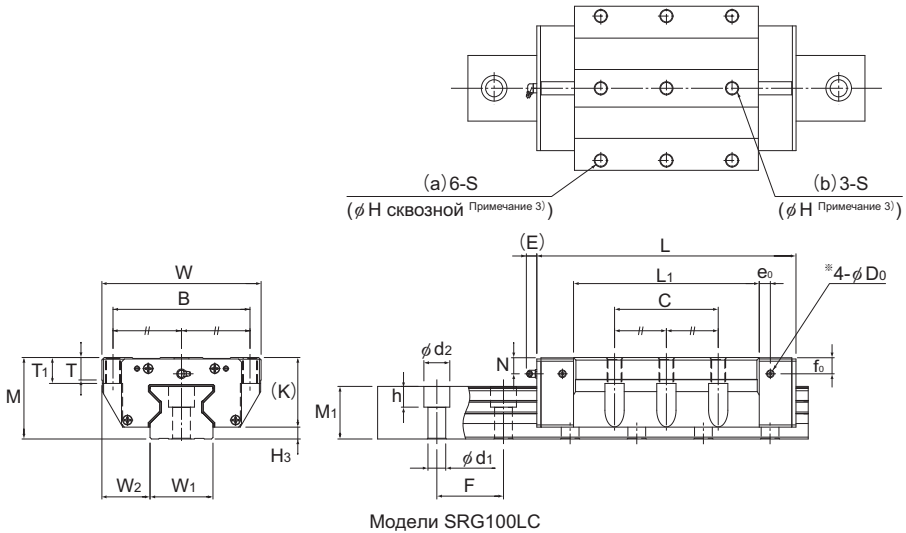 (a) 6-S
(φH сквозной Примечание 3))
(b) 3-S
(φH Примечание 3))
W
B
〃
〃
T1
T
M
(K)
H3
W2
W1
(E)
L
L1
e0
※4-φD0
C
〃
〃
N
f0
φd2
h
M1
φd1
F
Модели SRG100LC